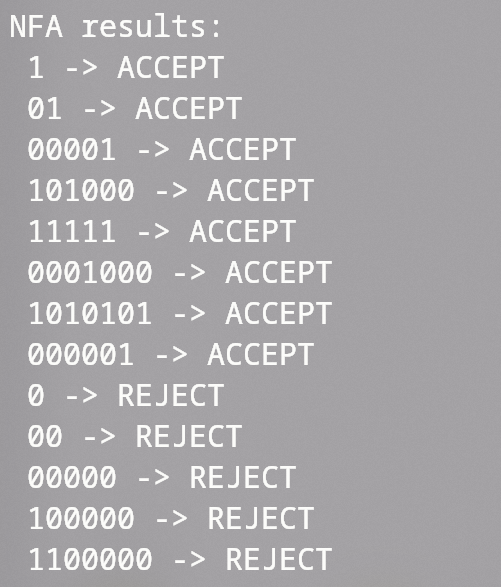 NFA results:
1 -> ACCEPT
01 -> ACCEPT
00001 -> ACCEPT
101000 -> ACCEPT
11111 -> ACCEPT
0001000 -> ACCEPT
1010101 -> ACCEPT
000001 -> ACCEPT
0 -> REJECT
00 -> REJECT
00000 -> REJECT
100000 -> REJECT
1100000 -> REJECT